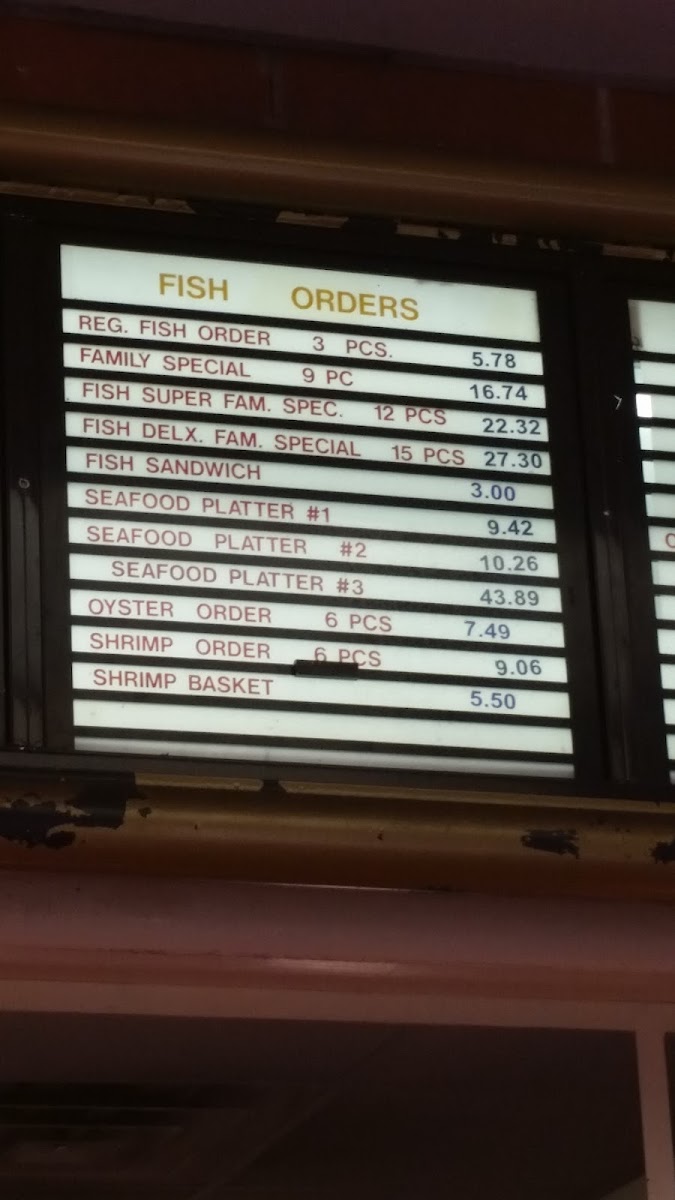 FISH ORDERS
REG. FISH ORDER 3 PCS. 5.78
FAMILY SPECIAL 9 PC 16.74
FISH SUPER FAM. SPEC. 12 PCS 22.32
FISH DELX. FAM. SPECIAL 15 PCS 27.30
FISH SANDWICH 3.00
SEAFOOD PLATTER #1 9.42
SEAFOOD PLATTER #2 10.26
SEAFOOD PLATTER #3 43.89
OYSTER ORDER 6 PCS 7.49
SHRIMP ORDER 6 PCS 9.06
SHRIMP BASKET 5.50